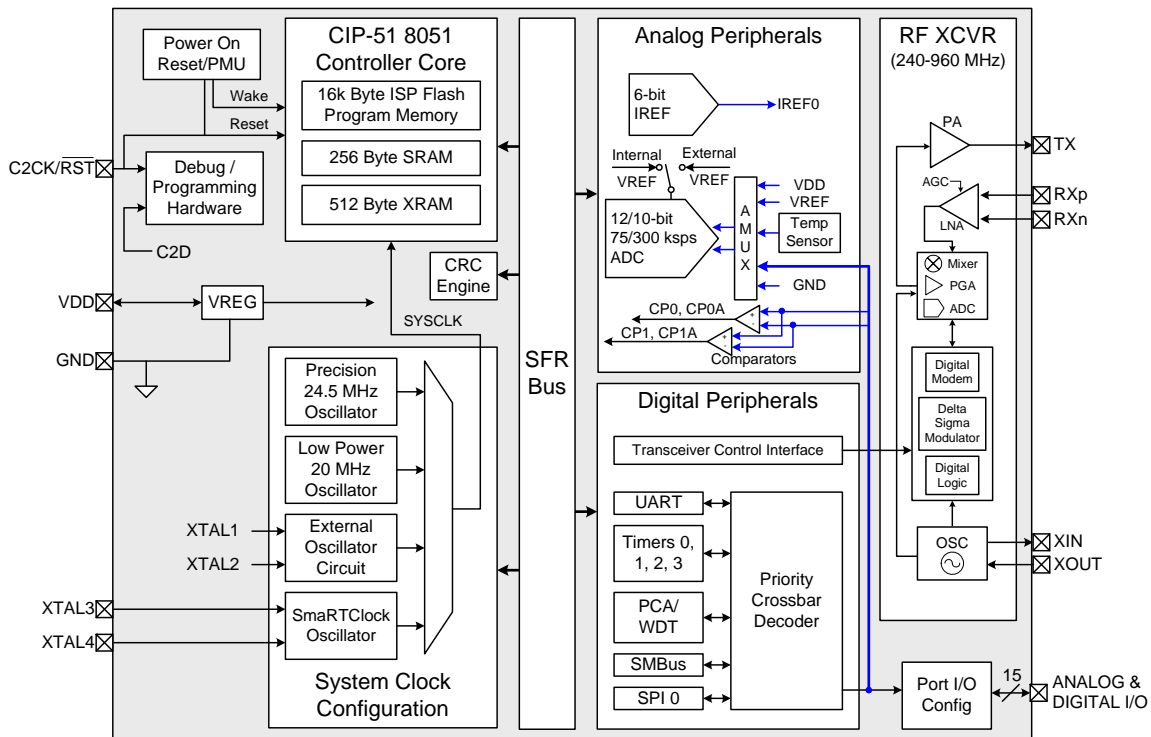 Power On
Reset/PMU
Wake
Reset
C2CK/RST
Debug /
Programming
Hardware
C2D
VDD
VREG
GND
CIP-51 8051
Controller Core
16k Byte ISP Flash
Program Memory
256 Byte SRAM
512 Byte XRAM
CRC
Engine
SYSCLK
Precision
24.5 MHz
Oscillator
Low Power
20 MHz
Oscillator
XTAL1
XTAL2
External
Oscillator
Circuit
XTAL3
XTAL4
SmaRTClock
Oscillator
System Clock
Configuration
SFR
Bus
Analog Peripherals
6-bit
IREF
IREF0
Internal
VREF
External
VREF
12/10-bit
75/300 ksps
ADC
A
M
U
X
VDD
VREF
Temp
Sensor
GND
CP0, CP0A
+
-
CP1, CP1A
+
-
Comparators
Digital Peripherals
Transceiver Control Interface
UART
Timers 0,
1, 2, 3
PCA/
WDT
SMBus
SPI 0
Priority
Crossbar
Decoder
RF XCVR
(240-960 MHz)
PA
TX
AGC
LNA
RXp
RXn
Mixer
PGA
ADC
Digital
Modem
Delta
Sigma
Modulator
Digital
Logic
OSC
XIN
XOUT
Port I/O
Config
15
ANALOG &
DIGITAL I/O